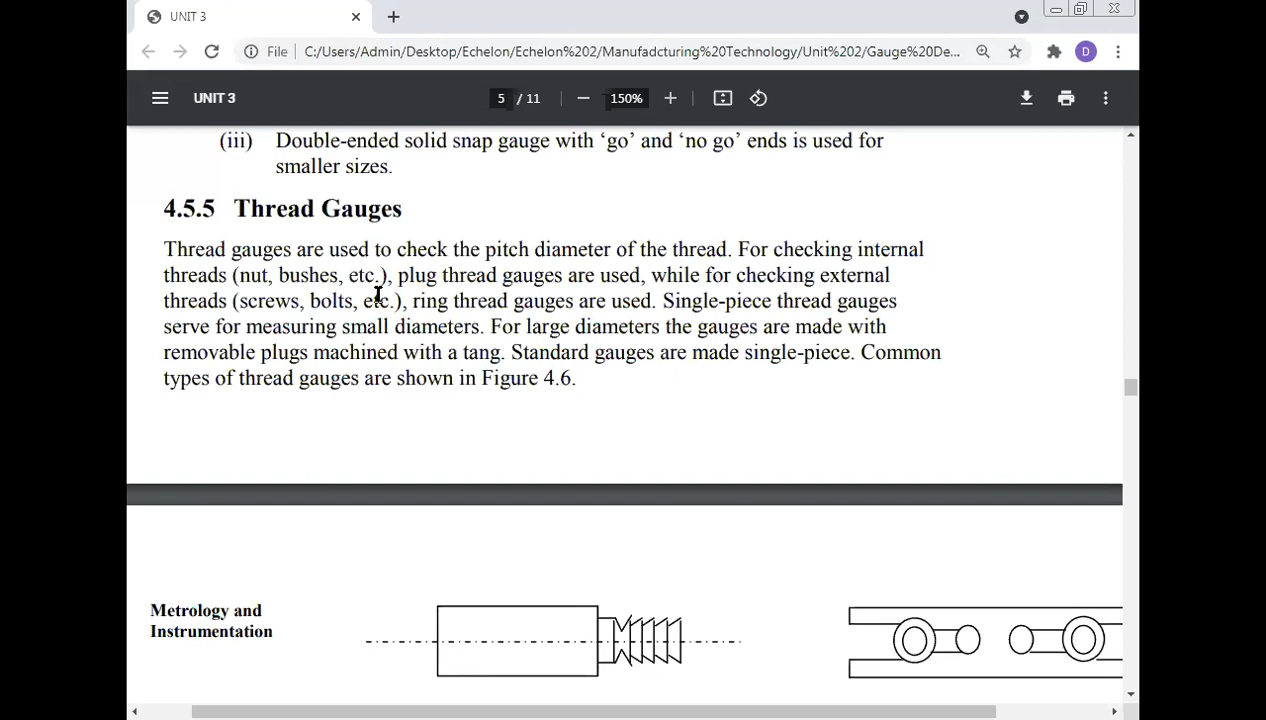 UNIT 3
File
C:/Users/Admin/Desktop/Echelon/Echelon%202/Manufadcturing%20Technology/Unit%202/Gauge%20De...
D
UNIT 3
5 / 11
150%
(iii) Double-ended solid snap gauge with ‘go’ and ‘no go’ ends is used for
smaller sizes.
4.5.5 Thread Gauges
Thread gauges are used to check the pitch diameter of the thread. For checking internal
threads (nut, bushes, etc.), plug thread gauges are used, while for checking external
threads (screws, bolts, etc.), ring thread gauges are used. Single-piece thread gauges
serve for measuring small diameters. For large diameters the gauges are made with
removable plugs machined with a tang. Standard gauges are made single-piece. Common
types of thread gauges are shown in Figure 4.6.
Metrology and
Instrumentation